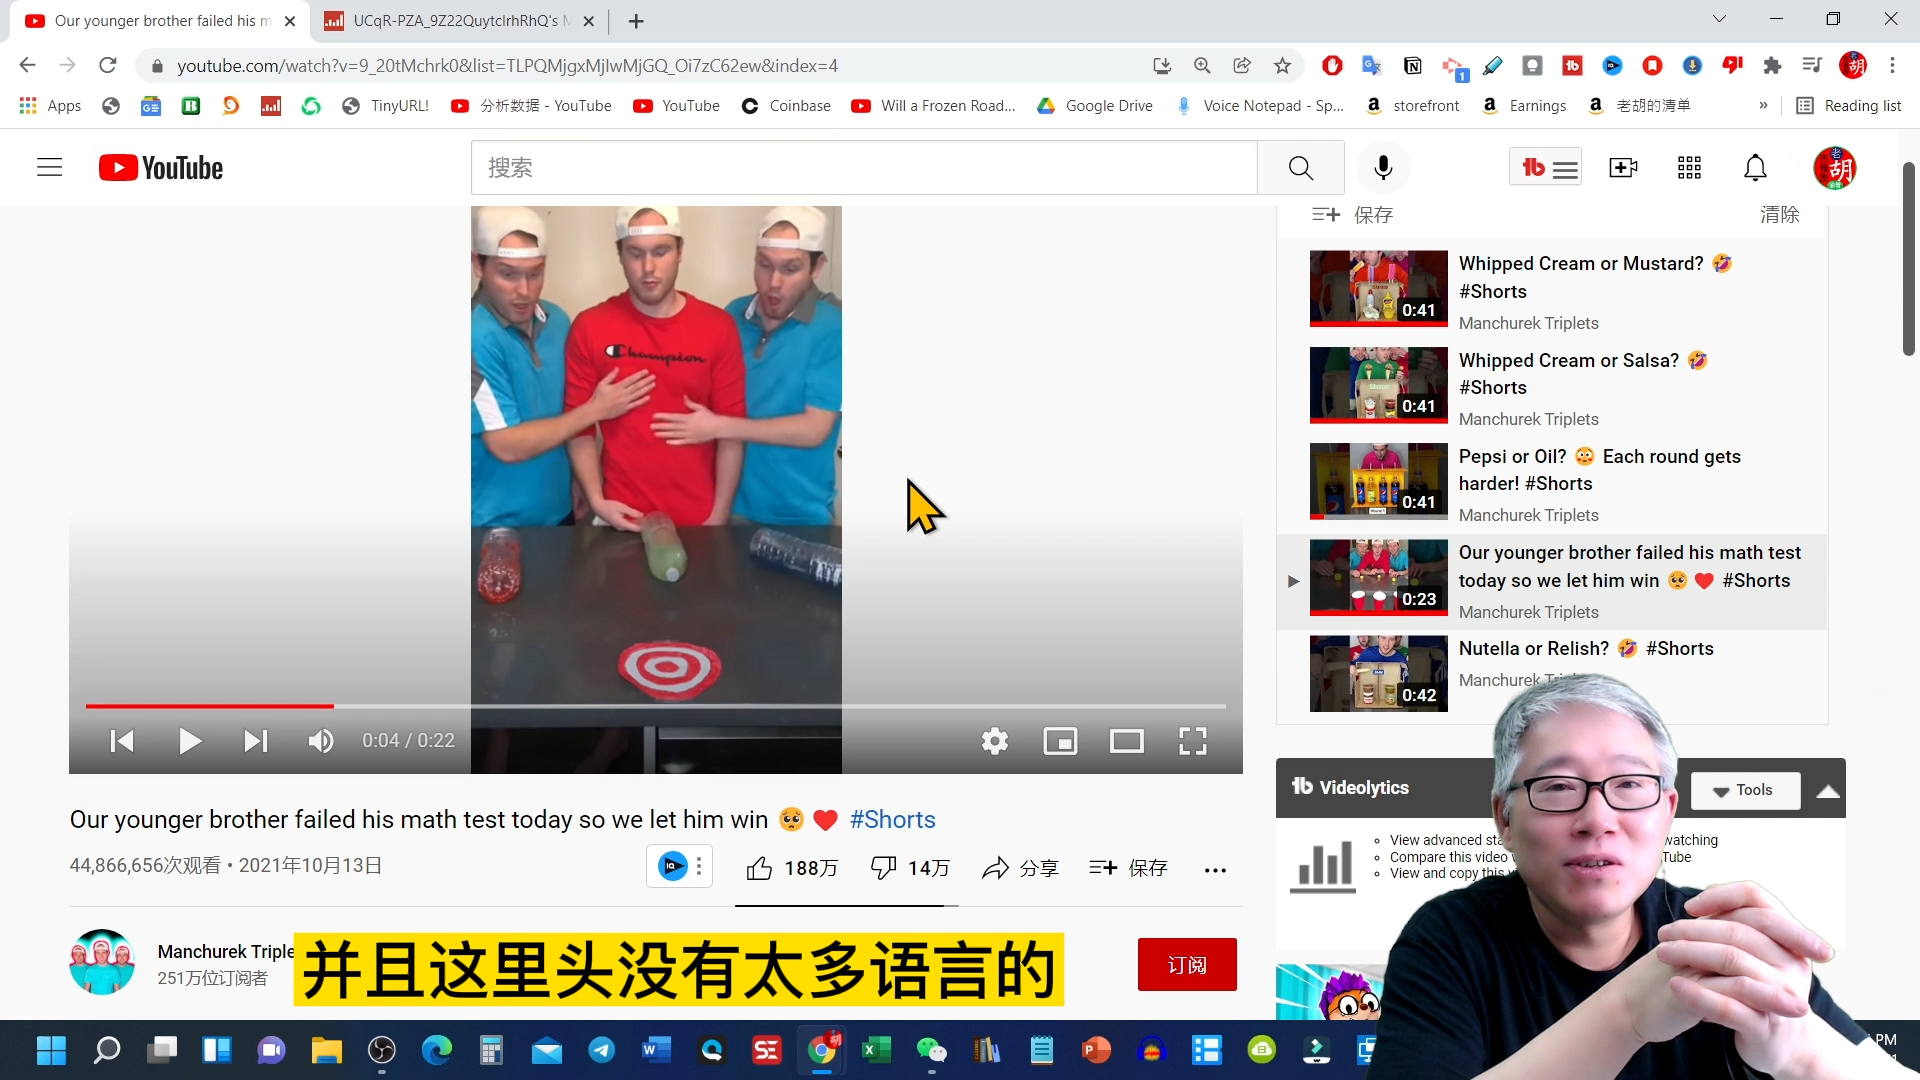 Our younger brother failed his m
UCqR-PZA_9Z22QuytclrhRhQ's M
youtube.com/watch?v=9_20tMchrk0&list=TLPQMjgxMjIwMjGQ_Oi7zC62ew&index=4
Apps
TinyURL!
分析数据 - YouTube
YouTube
Coinbase
Will a Frozen Road...
Google Drive
Voice Notepad - Sp...
storefront
Earnings
老胡的清单
»
Reading list
YouTube
搜索
保存
清除
Champion
Whipped Cream or Mustard? 🤣
#Shorts
Manchurek Triplets
0:41
Whipped Cream or Salsa? 🤣
#Shorts
Manchurek Triplets
0:41
Pepsi or Oil? 😳 Each round gets
harder! #Shorts
Manchurek Triplets
0:41
Our younger brother failed his math test
today so we let him win 🥺 ♥️ #Shorts
Manchurek Triplets
0:23
Nutella or Relish? 🤣 #Shorts
0:42
0:04 / 0:22
Videolytics
Tools
View advanced sta
watching
Compare this video
Tube
View and copy this
Our younger brother failed his math test today so we let him win 🥺 ♥️ #Shorts
44,866,656次观看 • 2021年10月13日
188万
14万
分享
保存
Manchurek Triple
251万位订阅者
并且这里头没有太多语言的
订阅
PM